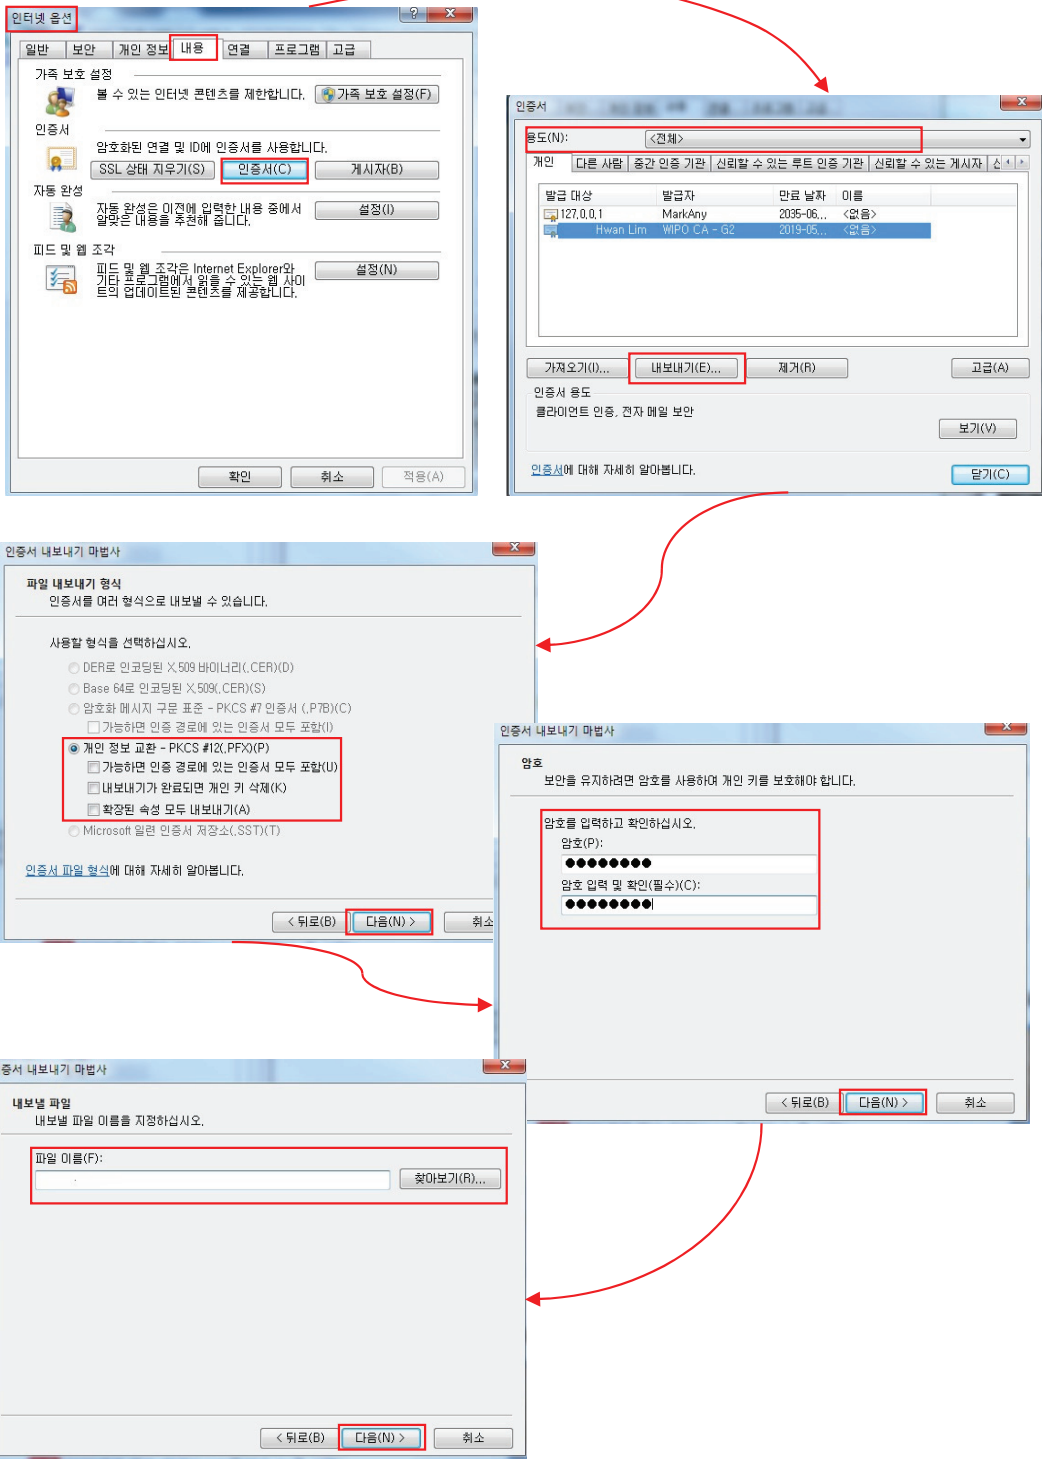 인터넷 옵션
일반 보안 개인 정보 내용 연결 프로그램 고급
가족 보호 설정
볼 수 있는 인터넷 콘텐츠를 제한합니다. 가족 보호 설정(F)
인증서
암호화된 연결 및 ID에 인증서를 사용합니다.
SSL 상태 지우기(S) 인증서(C) 게시자(B)
자동 완성
자동 완성은 이전에 입력한 내용 중에서 설정(I)
알맞은 내용을 추천해 줍니다.
피드 및 웹 조각
피드 및 웹 조각은 Internet Explorer와 설정(N)
기타 프로그램에서 읽을 수 있는 웹 사이
트의 업데이트된 콘텐츠를 제공합니다.
확인 취소 적용(A)
인증서
용도(N): <전체>
개인 다른 사람 중간 인증 기관 신뢰할 수 있는 루트 인증 기관 신뢰할 수 있는 게시자
발급 대상 발급자 만료 날짜 이름
127.0.0.1 MarkAny 2035-06... <없음>
Hwan Lim WIPO CA - G2 2019-05... <없음>
가져오기(I)... 내보내기(E)... 제거(R) 고급(A)
인증서 용도
클라이언트 인증, 전자 메일 보안
보기(V)
인증서에 대해 자세히 알아봅니다.
닫기(C)
인증서 내보내기 마법사
파일 내보내기 형식
인증서를 여러 형식으로 내보낼 수 있습니다.
사용할 형식을 선택하십시오.
DER로 인코딩된 X.509 바이너리(.CER)(D)
Base 64로 인코딩된 X.509(.CER)(S)
암호화 메시지 구문 표준 - PKCS #7 인증서 (.P7B)(C)
가능하면 인증 경로에 있는 인증서 모두 포함(I)
개인 정보 교환 - PKCS #12(.PFX)(P)
가능하면 인증 경로에 있는 인증서 모두 포함(U)
내보내기가 완료되면 개인 키 삭제(K)
확장된 속성 모두 내보내기(A)
Microsoft 일련 인증서 저장소(.SST)(T)
인증서 파일 형식에 대해 자세히 알아봅니다.
< 뒤로(B) 다음(N) > 취소
인증서 내보내기 마법사
암호
보안을 유지하려면 암호를 사용하여 개인 키를 보호해야 합니다.
암호를 입력하고 확인하십시오.
암호(P):
●●●●●●●●
암호 입력 및 확인(필수)(C):
●●●●●●●●
< 뒤로(B) 다음(N) > 취소
증서 내보내기 마법사
내보낼 파일
내보낼 파일 이름을 지정하십시오.
파일 이름(F):
찾아보기(R)...
< 뒤로(B) 다음(N) > 취소